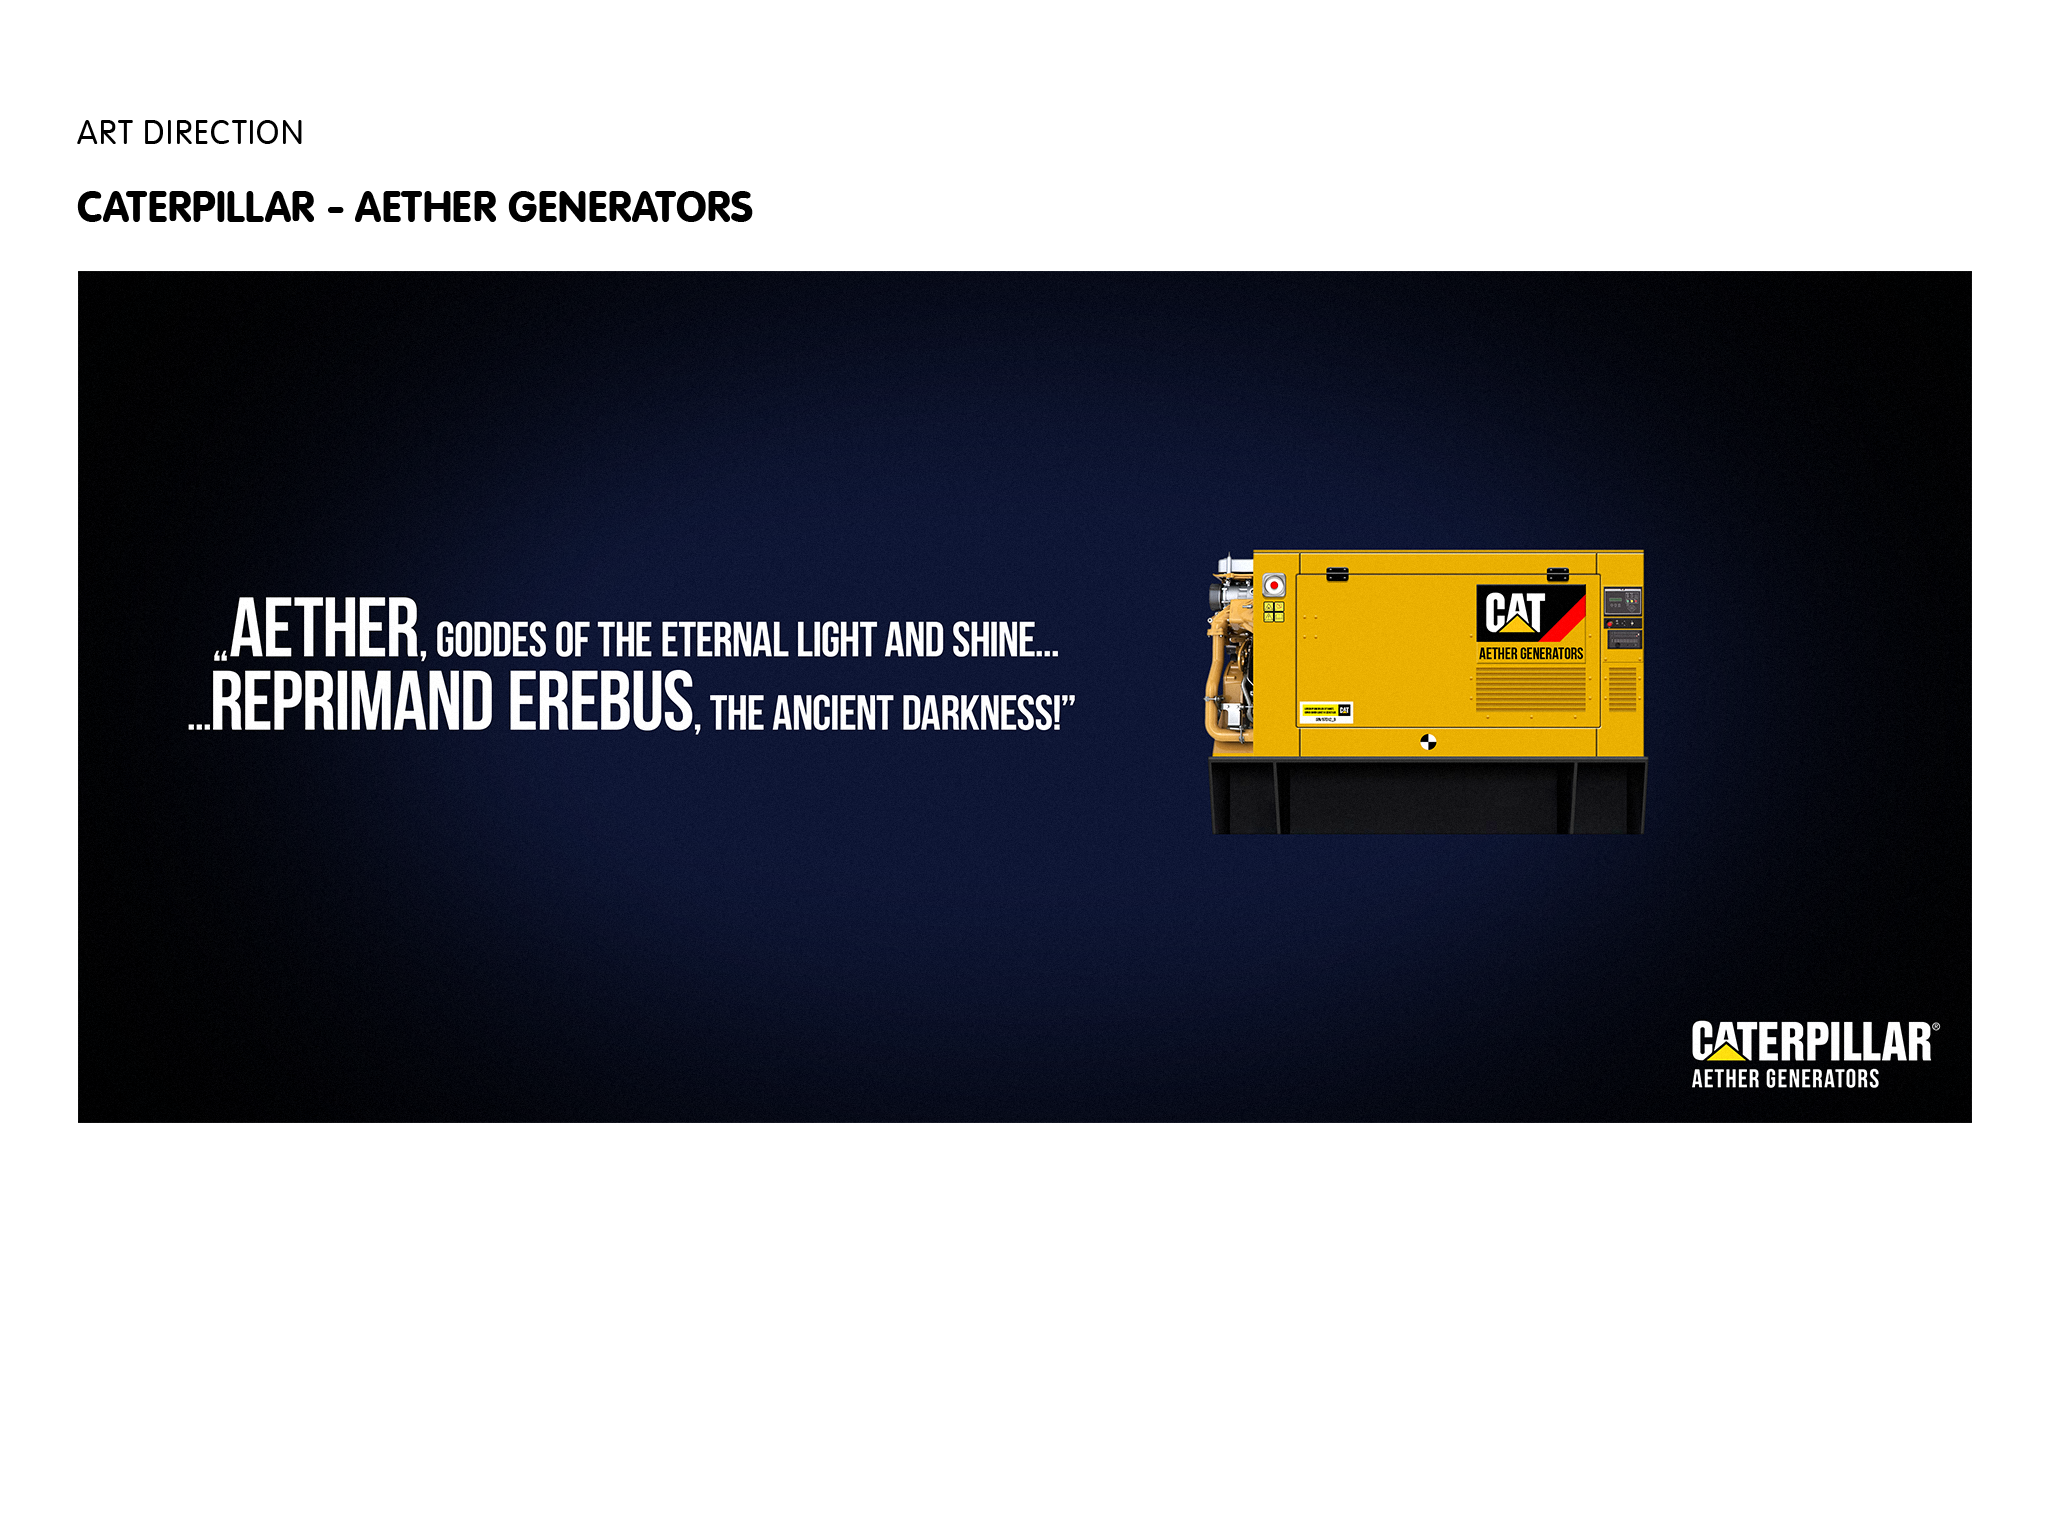 ART DIRECTION
CATERPILLAR - AETHER GENERATORS
„AETHER, GODDES OF THE ETERNAL LIGHT AND SHINE...
...REPRIMAND EREBUS, THE ANCIENT DARKNESS!”
CAT
AETHER GENERATORS
CAT
CATERPILLAR®
AETHER GENERATORS